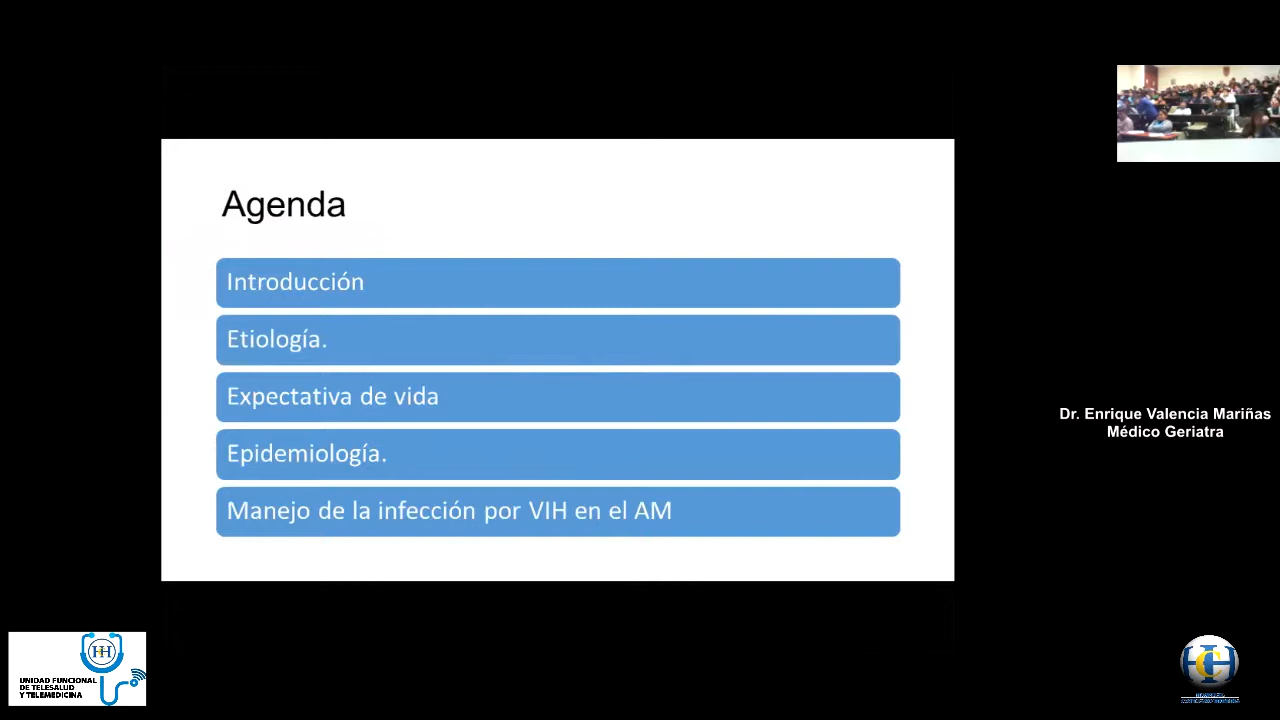 Agenda
Introducción
Etiología.
Expectativa de vida
Epidemiología.
Manejo de la infección por VIH en el AM
Dr. Enrique Valencia Mariñas
Médico Geriatra
HH
UNIDAD FUNCIONAL
DE TELESALUD
Y TELEMEDICINA